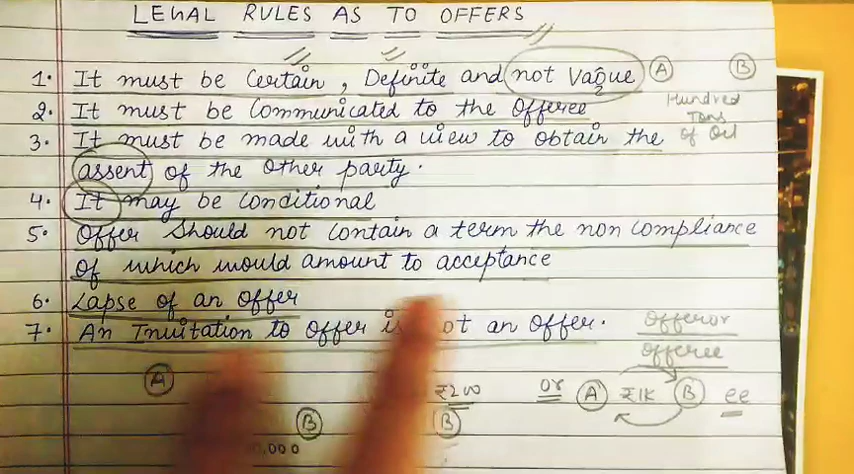 LEGAL RULES AS TO OFFERS
1. It must be Certain, Definite and not Vague A B
2. It must be Communicated to the Offeree Hundred
3. It must be made with a view to obtain the Tons of Oil
assent of the Other party.
4. It may be Conditional
5. Offer Should not Contain a term the non compliance
of which would amount to acceptance
6. Lapse of an offer
7. An Invitation to offer is not an offer. Offeror
Offeree
A ₹200 or A ₹1K B ee
B B